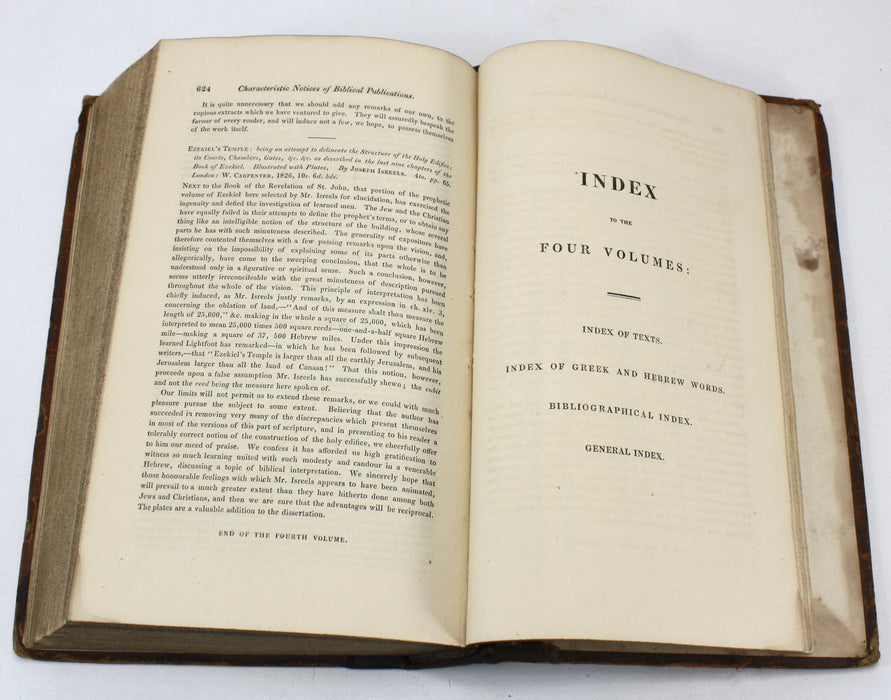 624 Characteristic Notices of Biblical Publications.
It is quite unnecessary that we should add any remarks of our own, to the
copious extracts which we have ventured to give. They will assuredly bespeak the
favour of every reader, and will induce not a few, we hope, to possess themselves
of the work itself.
EZEKIEL'S TEMPLE: being an attempt to delineate the Structure of the Holy Edifice;
its Courts, Chambers, Gates, &c. &c. as described in the last nine chapters of the
Book of Ezekiel. Illustrated with Plates, By JOSEPH ISREELS. 4to. pp. 65.
London: W. CARPENTER, 1826, 10s. 6d. bds.
NEXT to the Book of the Revelation of St. John, that portion of the prophetic
volume of Ezekiel here selected by Mr. Isreels for elucidation, has exercised the
ingenuity and defied the investigation of learned men. The Jew and the Christian
have equally failed in their attempts to define the prophet's terms, or to obtain any
thing like an intelligible notion of the structure of the building, whose several
parts he has with such minuteness described. The generality of expositors have
therefore contented themselves with a few passing remarks upon the vision, and,
insisting on the impossibility of explaining some of its parts otherwise than
allegorically, have come to the sweeping conclusion, that the whole is to be
understood only in a figurative or spiritual sense. Such a conclusion, however,
seems utterly irreconcileable with the great minuteness of description pursued
throughout the whole of the vision. This principle of interpretation has been
chiefly induced, as Mr. Isreels justly remarks, by an expression in ch. xlv. 3,
concerning the oblation of land,—"And of this measure shalt thou measure the
length of 25,000," &c. making in the whole a square of 25,000, which has been
interpreted to mean 25,000 times 500 square reeds—one-and-a-half square Hebrew
mile—making a square of 37, 500 Hebrew miles. Under this impression the
learned Lightfoot has remarked—in which he has been followed by subsequent
writers,—that "Ezekiel's Temple is larger than all the earthly Jerusalem, and his
Jerusalem larger than all the land of Canaan!" That this notion, however,
proceeds upon a false assumption Mr. Isreels has successfully shewn; the cubit
and not the reed being the measure here spoken of.
Our limits will not permit us to extend these remarks, or we could with much
pleasure pursue the subject to some extent. Believing that the author has
succeeded in removing very many of the discrepancies which present themselves
in most of the versions of this part of scripture, and in presenting to his reader a
tolerably correct notion of the construction of the holy edifice, we cheerfully offer
to him our meed of praise. We confess it has afforded us high gratification to
witness so much learning united with such modesty and candour in a venerable
Hebrew, discussing a topic of biblical interpretation. We sincerely hope that
those honourable feelings with which Mr. Isreels appears to have been animated,
will prevail to a much greater extent than they have hitherto done among both
Jews and Christians, and then we are sure that the advantages will be reciprocal.
The plates are a valuable addition to the dissertation.
END OF THE FOURTH VOLUME.
INDEX
TO THE
FOUR VOLUMES:
INDEX OF TEXTS.
INDEX OF GREEK AND HEBREW WORDS.
BIBLIOGRAPHICAL INDEX.
GENERAL INDEX.